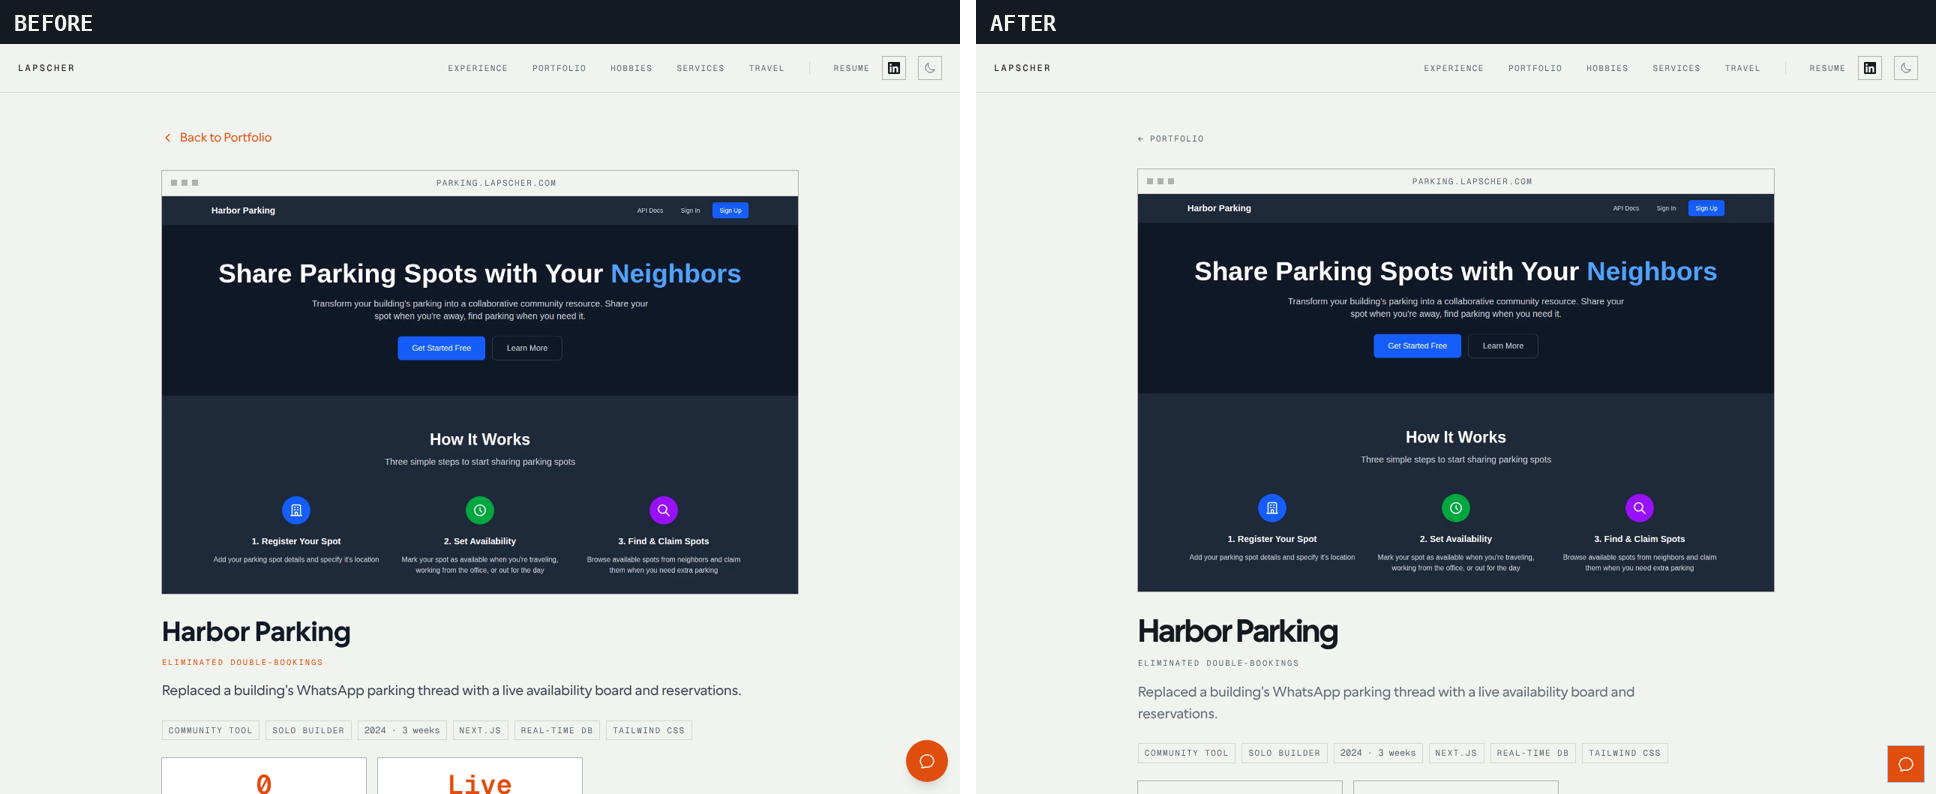 BEFORE
LAPSCHER
EXPERIENCE PORTFOLIO HOBBIES SERVICES TRAVEL RESUME
Back to Portfolio
PARKING.LAPSCHER.COM
Harbor Parking
API Docs Sign In Sign Up
Share Parking Spots with Your Neighbors
Transform your building's parking into a collaborative community resource. Share your
spot when you're away, find parking when you need it.
Get Started Free Learn More
How It Works
Three simple steps to start sharing parking spots
1. Register Your Spot
Add your parking spot details and specify it's location
2. Set Availability
Mark your spot as available when you're traveling,
working from the office, or out for the day
3. Find & Claim Spots
Browse available spots from neighbors and claim
them when you need extra parking
Harbor Parking
ELIMINATED DOUBLE-BOOKINGS
Replaced a building's WhatsApp parking thread with a live availability board and reservations.
COMMUNITY TOOL SOLO BUILDER 2024 · 3 weeks NEXT.JS REAL-TIME DB TAILWIND CSS
0 Live
AFTER
LAPSCHER
EXPERIENCE PORTFOLIO HOBBIES SERVICES TRAVEL RESUME
← PORTFOLIO
PARKING.LAPSCHER.COM
Harbor Parking
API Docs Sign In Sign Up
Share Parking Spots with Your Neighbors
Transform your building's parking into a collaborative community resource. Share your
spot when you're away, find parking when you need it.
Get Started Free Learn More
How It Works
Three simple steps to start sharing parking spots
1. Register Your Spot
Add your parking spot details and specify it's location
2. Set Availability
Mark your spot as available when you're traveling,
working from the office, or out for the day
3. Find & Claim Spots
Browse available spots from neighbors and claim
them when you need extra parking
Harbor Parking
ELIMINATED DOUBLE-BOOKINGS
Replaced a building's WhatsApp parking thread with a live availability board and
reservations.
COMMUNITY TOOL SOLO BUILDER 2024 · 3 weeks NEXT.JS REAL-TIME DB TAILWIND CSS